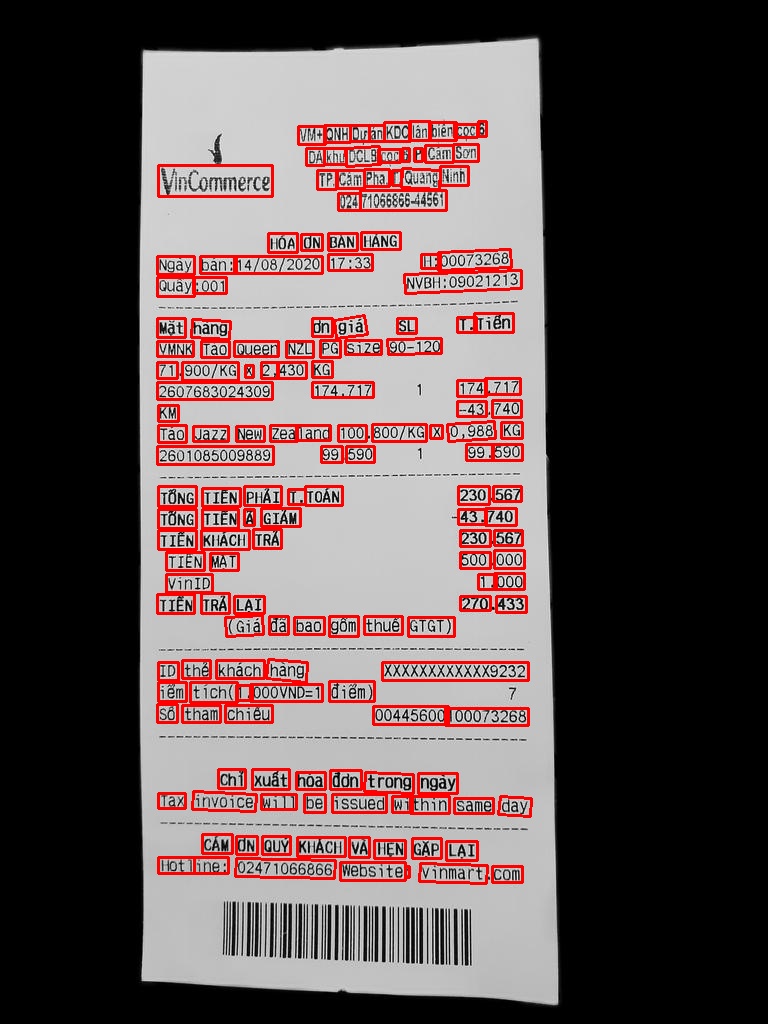 VM+ QNH Dự án KDC lấn biển cọc 6
DA khu DCLB cọc 6 P. Cẩm Sơn
TP. Cẩm Phả, T. Quảng Ninh
02471066866-44561
VinCommerce
HÓA ĐƠN BÁN HÀNG
Ngày bán:14/08/2020 17:33 H:00073268
Quầy:001 NVBH:09021213
Mặt hàng ơn giá SL T.Tiền
VMNK Táo Queen NZL PG size 90-120
71.900/KG x 2,430 KG
2607683024309 174.717 1 174.717
KM -43.740
Táo Jazz New Zealand 100.800/KG X 0,988 KG
2601085009889 99.590 1 99.590
TỔNG TIỀN PHẢI T.TOÁN 230.567
TỔNG TIỀN Ã GIẢM -43.740
TIỀN KHÁCH TRẢ 230.567
TIỀN MẶT 500.000
VinID 1.000
TIỀN TRẢ LẠI 270.433
(Giá đã bao gồm thuế GTGT)
ID thẻ khách hàng XXXXXXXXXXXX9232
iểm tích(1.000VND=1 điểm) 7
Số tham chiếu 00445600100073268
Chỉ xuất hóa đơn trong ngày
Tax invoice will be issued within same day
CẢM ƠN QUÝ KHÁCH VÀ HẸN GẶP LẠI
Hotline: 02471066866 Website: Vinmart.com